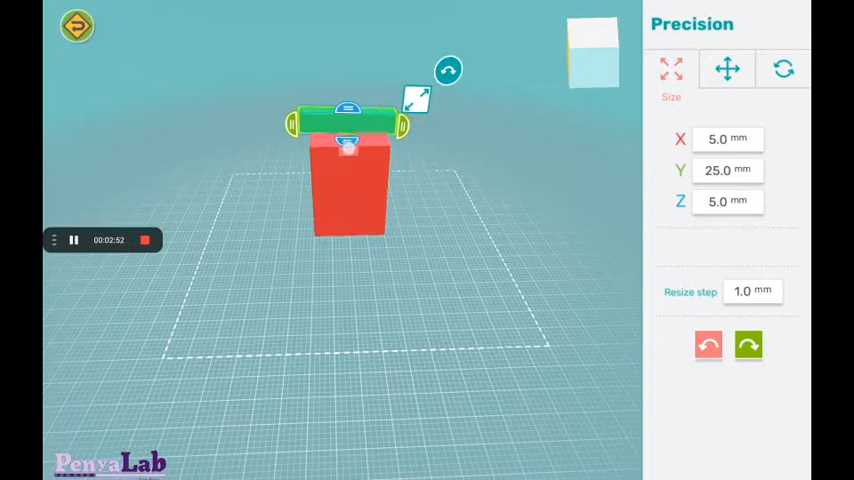 Precision
Size
X 5.0 mm
Y 25.0 mm
Z 5.0 mm
00:02:52
Resize step 1.0 mm
PenyaLab